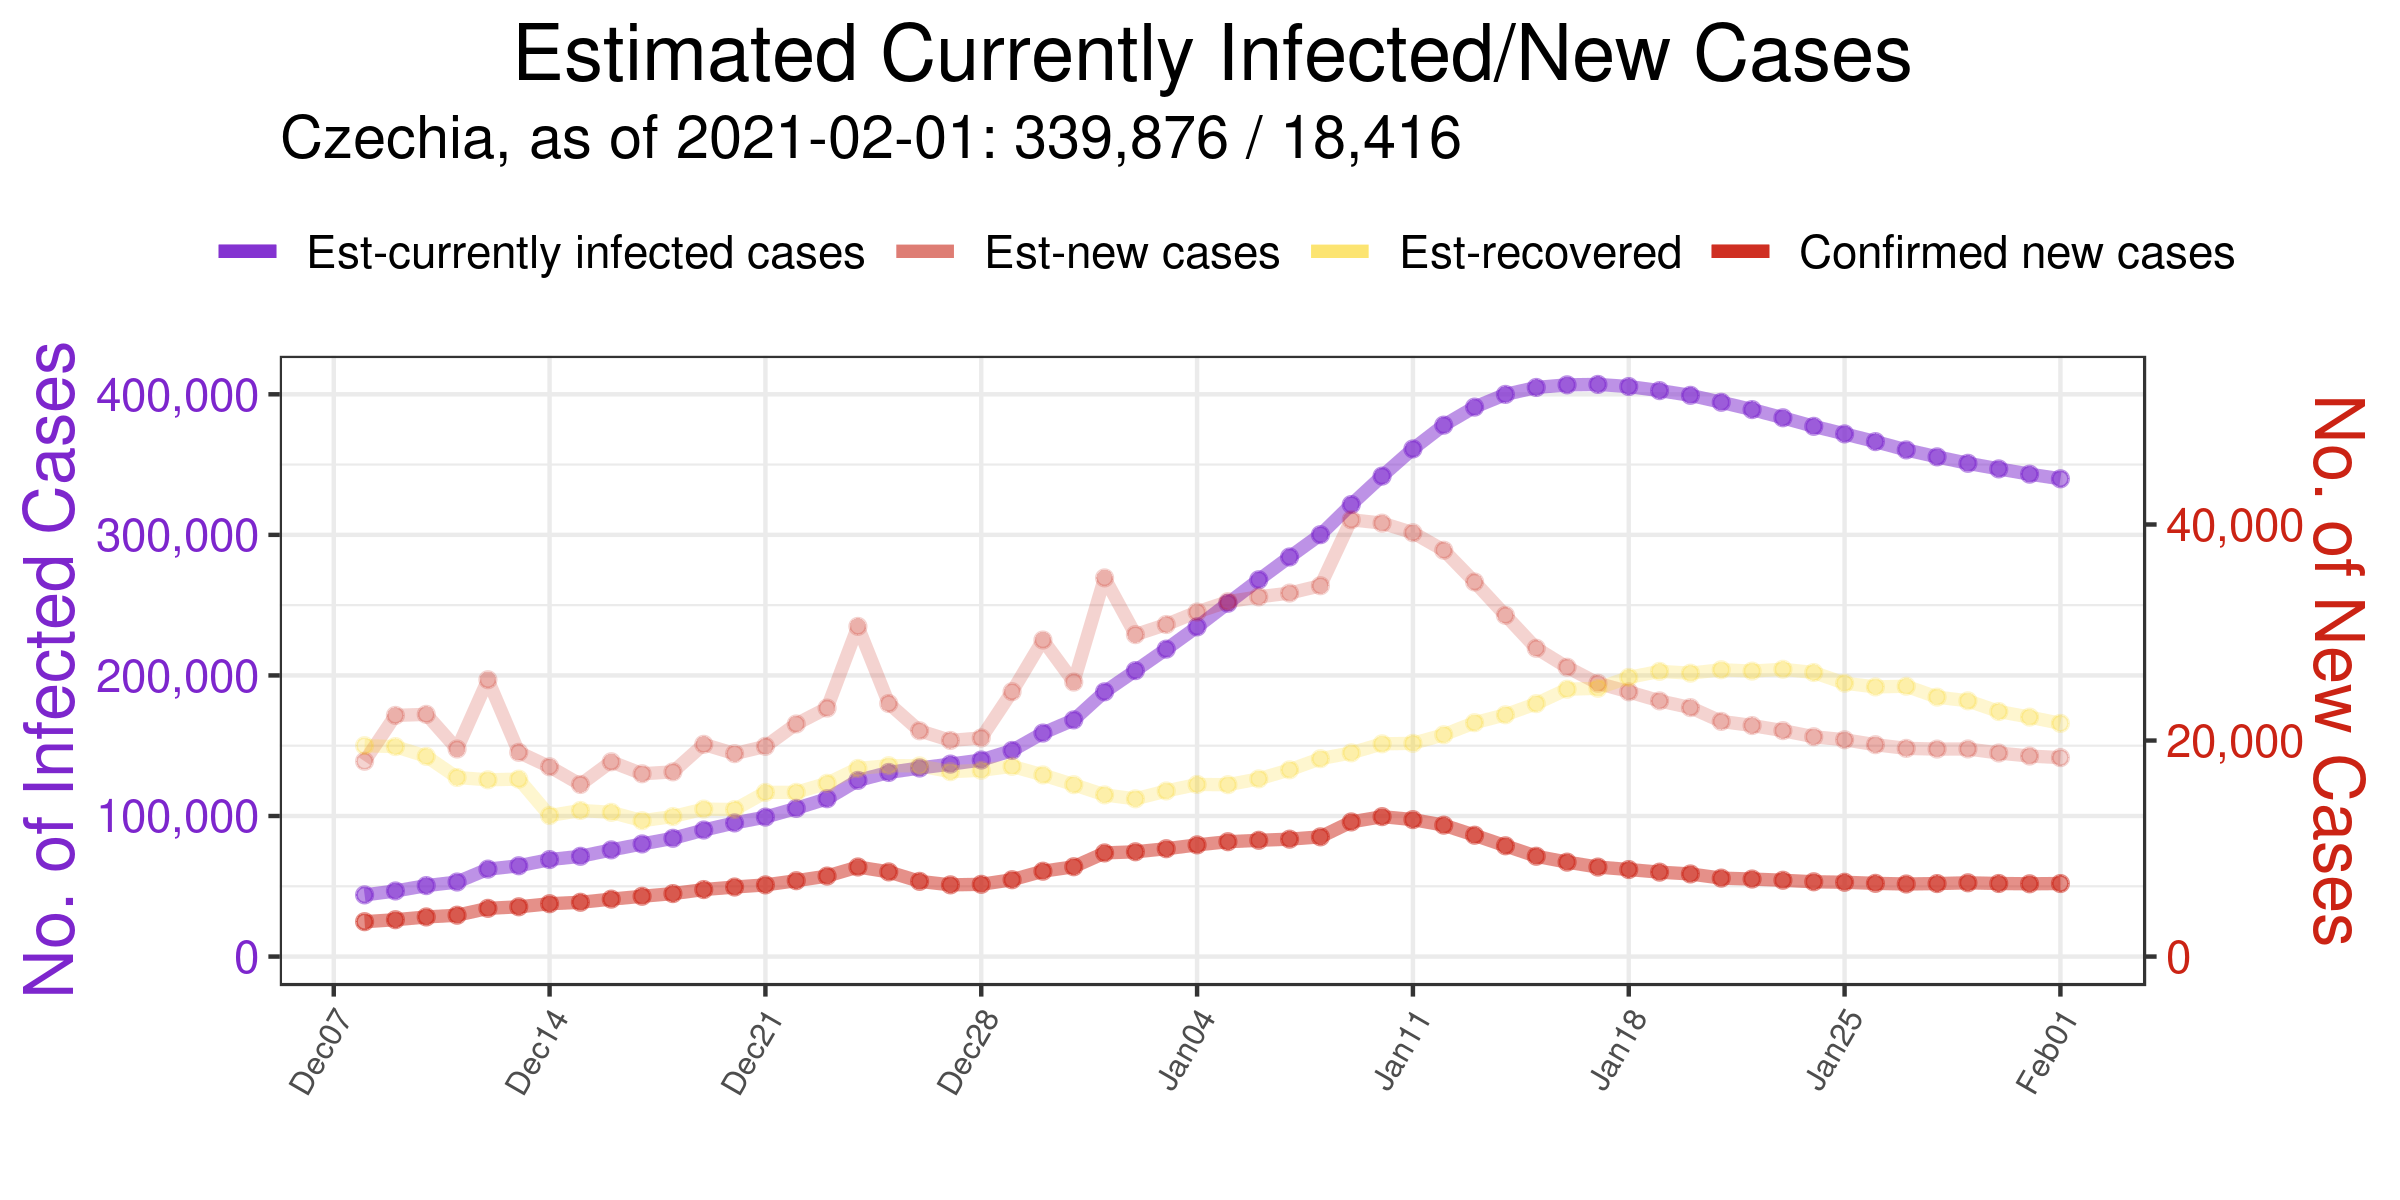 Estimated Currently Infected/New Cases
Czechia, as of 2021-02-01: 339,876 / 18,416
Est-currently infected cases Est-new cases Est-recovered Confirmed new cases
No. of Infected Cases
400,000
300,000
200,000
100,000
0
40,000
20,000
0
No. of New Cases
Dec07 Dec14 Dec21 Dec28 Jan04 Jan11 Jan18 Jan25 Feb01